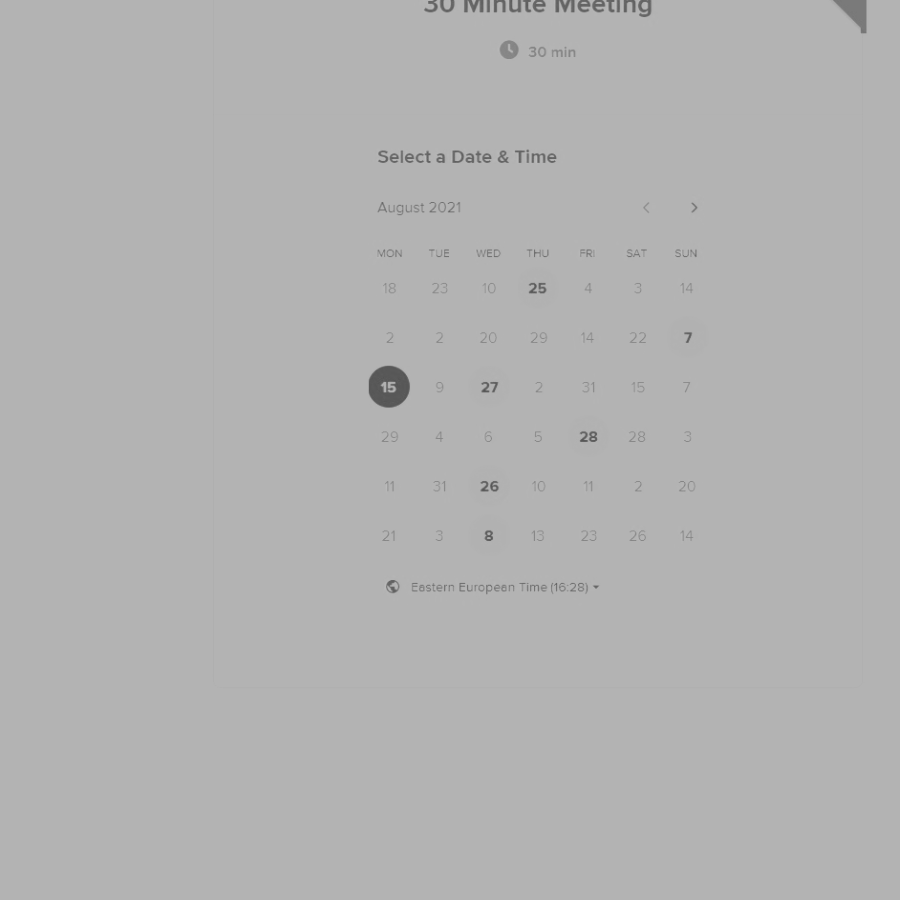 30 Minute Meeting
30 min
Select a Date & Time
August 2021
MON TUE WED THU FRI SAT SUN
18 23 10 25 4 3 14
2 2 20 29 14 22 7
15 9 27 2 31 15 7
29 4 6 5 28 28 3
11 31 26 10 11 2 20
21 3 8 13 23 26 14
Eastern European Time (16:28)